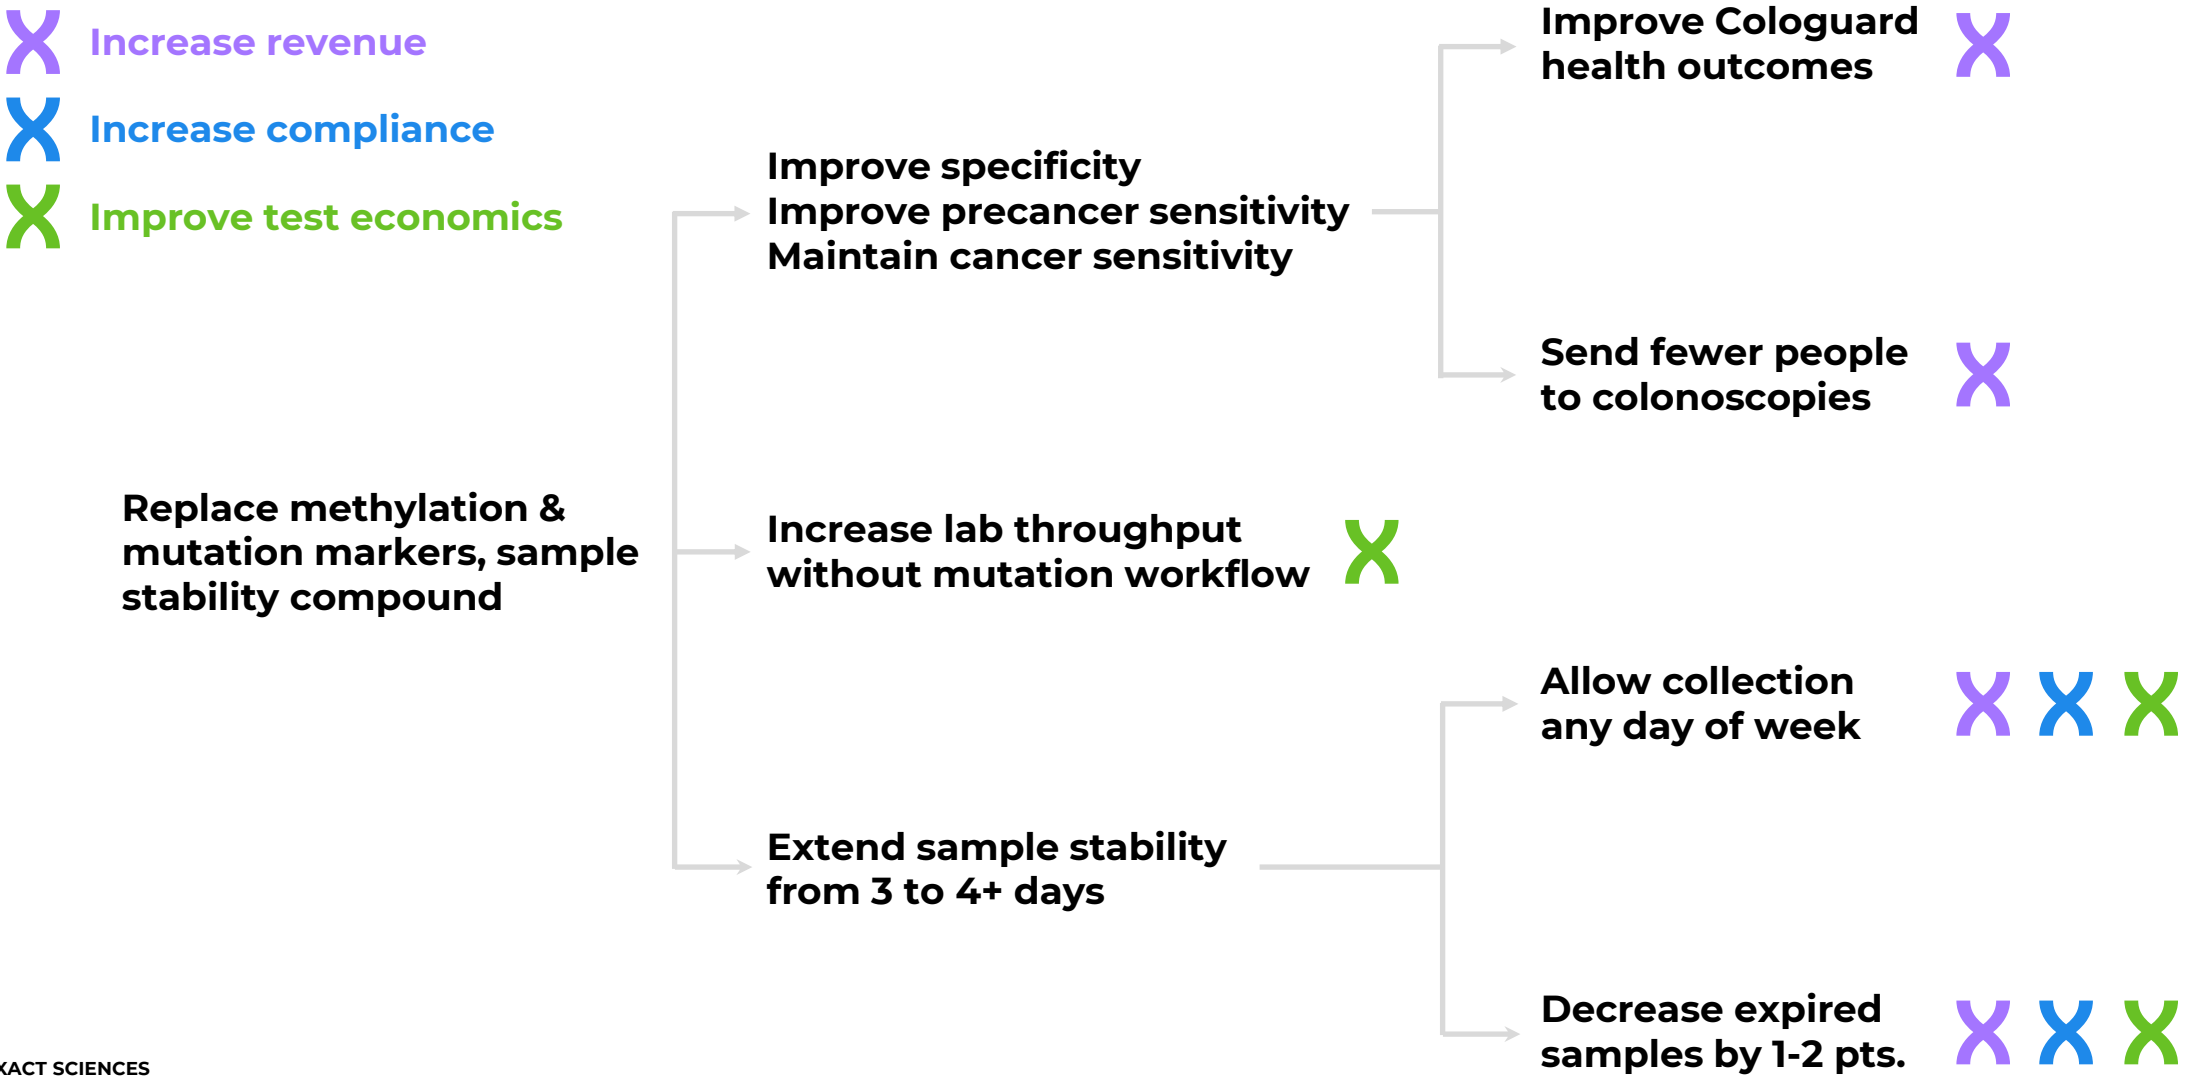 Increase revenue
Increase compliance
Improve test economics
Replace methylation &
mutation markers, sample
stability compound
Improve specificity
Improve precancer sensitivity
Maintain cancer sensitivity
Increase lab throughput
without mutation workflow
Extend sample stability
from 3 to 4+ days
Improve Cologuard
health outcomes
Send fewer people
to colonoscopies
Allow collection
any day of week
Decrease expired
samples by 1-2 pts.
XACT SCIENCES